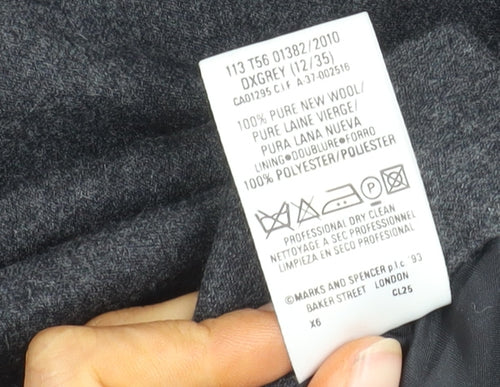 113 T56 01382/2010
DXGREY (12/35)
CA01295 C.I.F A-37-002516
100% PURE NEW WOOL/
PURE LAINE VIERGE/
PURA LANA NUEVA
LINING●DOUBLURE●FORRO
100% POLYESTER/POLIESTER
P
PROFESSIONAL DRY CLEAN
NETTOYAGE A SEC PROFESSIONNEL
LIMPIEZA EN SECO PROFESIONAL
©MARKS AND SPENCER p.l.c '93
BAKER STREET LONDON
X6 CL25